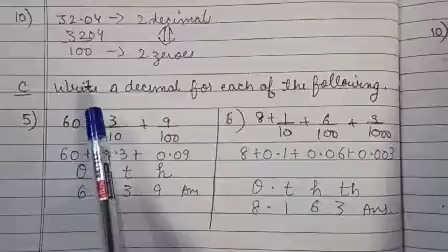 10) 32.04 -> 2 decimal
3204
100 -> 2 zeroes
10)
C Write a decimal for each of the following.
5) 60 3/10 + 9/100
60+ .3 + 0.09
t h
6 3 9 Ans
6) 8 + 1/10 + 6/100 + 3/1000
8+0.1+0.06+0.003
O . t h th
8 . 1 6 3 Ans